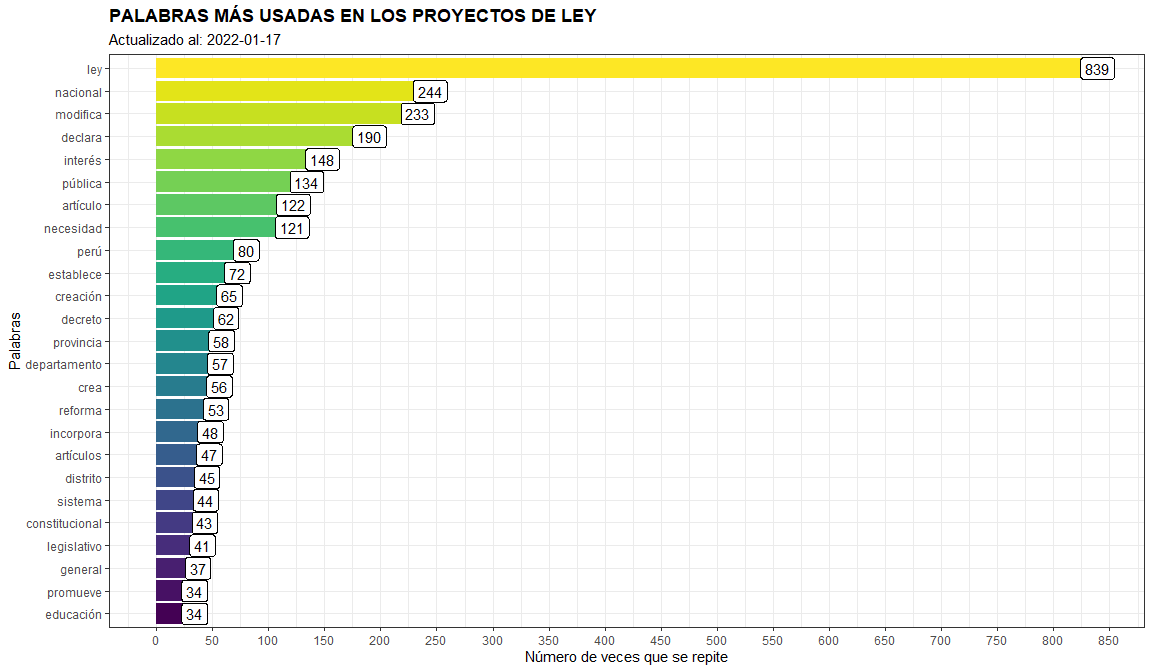 PALABRAS MÁS USADAS EN LOS PROYECTOS DE LEY
Actualizado al: 2022-01-17
Palabras
ley 839
nacional 244
modifica 233
declara 190
interés 148
pública 134
artículo 122
necesidad 121
perú 80
establece 72
creación 65
decreto 62
provincia 58
departamento 57
crea 56
reforma 53
incorpora 48
artículos 47
distrito 45
sistema 44
constitucional 43
legislativo 41
general 37
promueve 34
educación 34
0 50 100 150 200 250 300 350 400 450 500 550 600 650 700 750 800 850
Número de veces que se repite